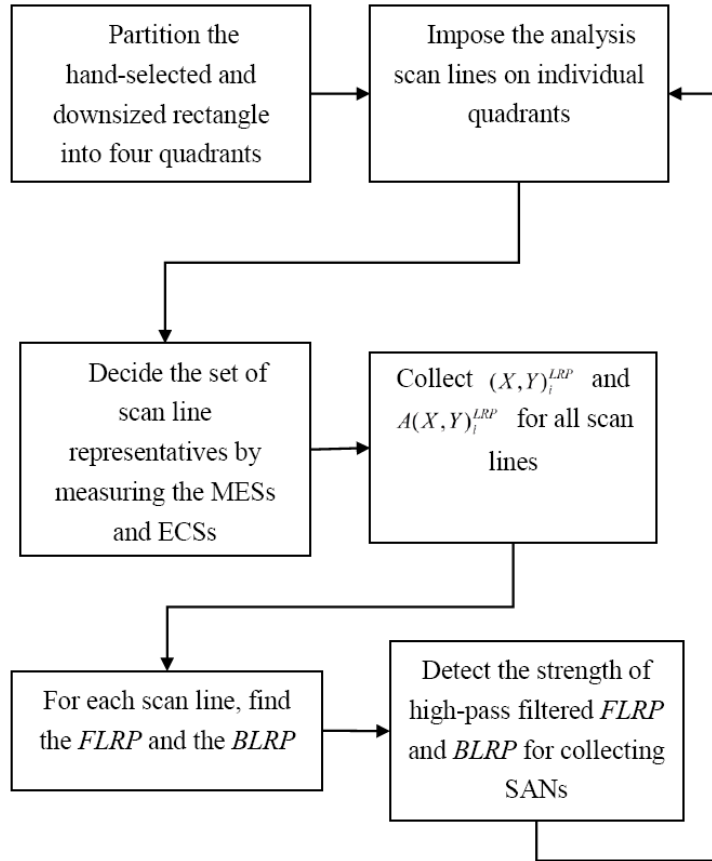 Partition the
hand-selected and
downsized rectangle
into four quadrants
Impose the analysis
scan lines on individual
quadrants
Decide the set of
scan line
representatives by
measuring the MESs
and ECSs
Collect $(X,Y)_i^{LRP}$ and
$A(X,Y)_i^{LRP}$ for all scan
lines
For each scan line, find
the FLRP and the BLRP
Detect the strength of
high-pass filtered FLRP
and BLRP for collecting
SANs